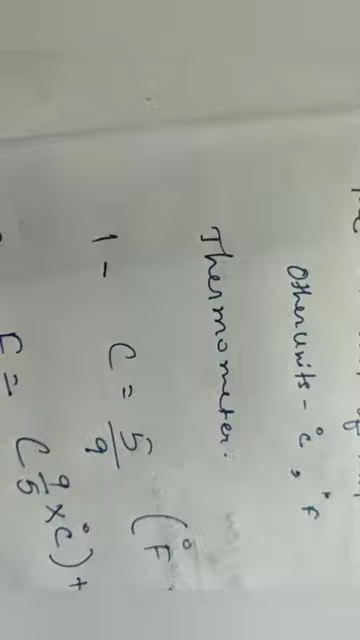 Other units - °C, °F
Thermometer:
1 - C = 5/9 (°F
F = (9/5 × °C) +